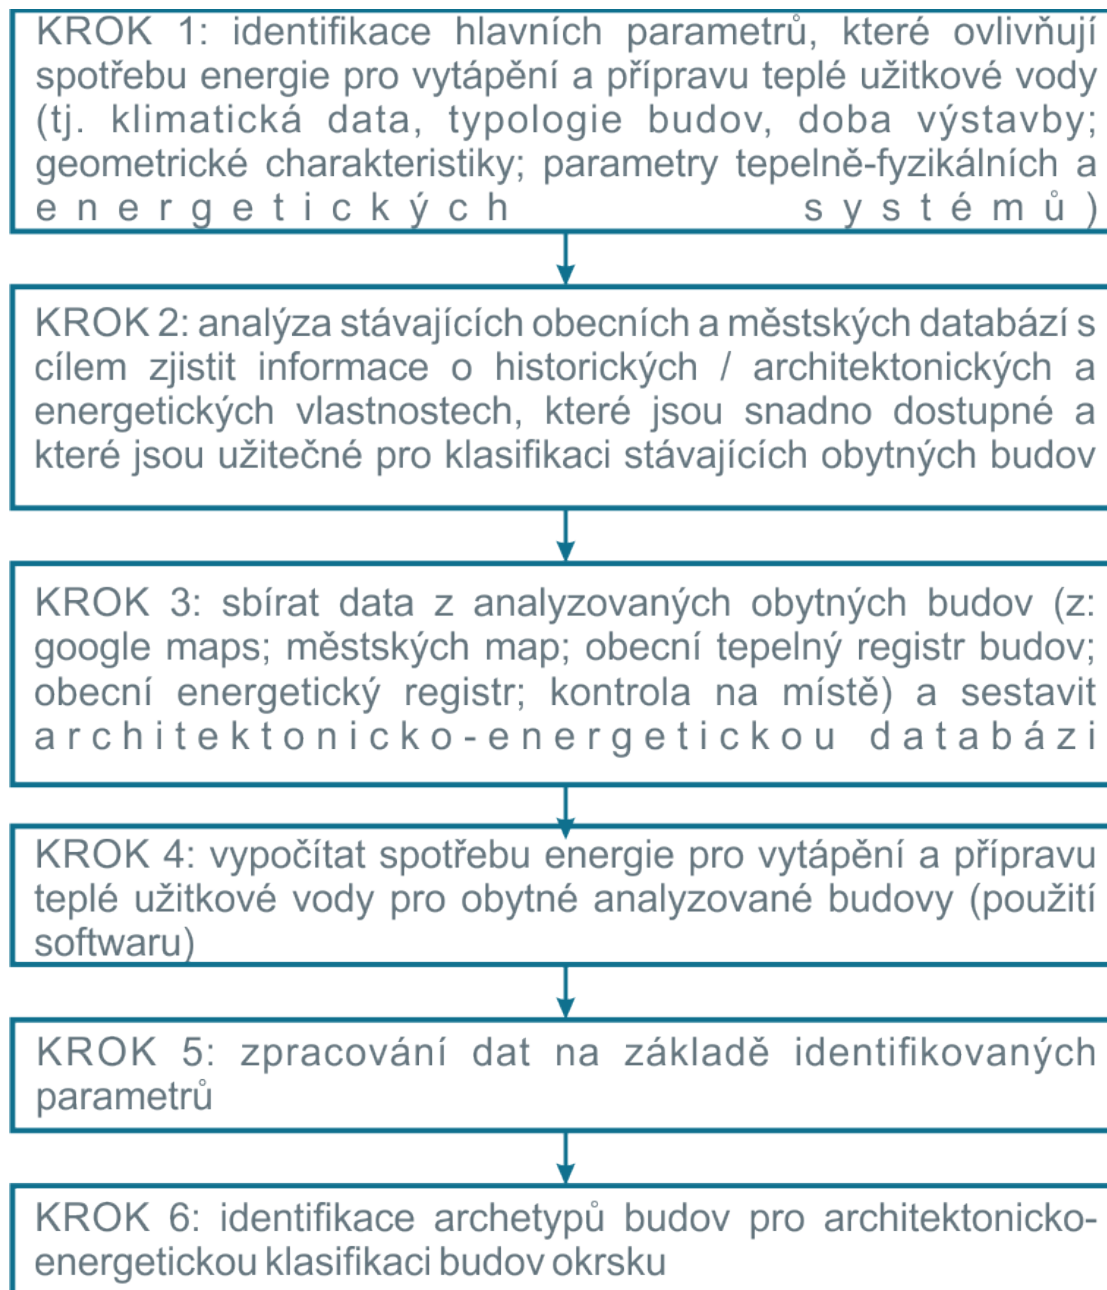 KROK 1: identifikace hlavních parametrů, které ovlivňují
spotřebu energie pro vytápění a přípravu teplé užitkové vody
(tj. klimatická data, typologie budov, doba výstavby;
geometrické charakteristiky; parametry tepelně-fyzikálních a
energetických systémů)
KROK 2: analýza stávajících obecních a městských databází s
cílem zjistit informace o historických / architektonických a
energetických vlastnostech, které jsou snadno dostupné a
které jsou užitečné pro klasifikaci stávajících obytných budov
KROK 3: sbírat data z analyzovaných obytných budov (z:
google maps; městských map; obecní tepelný registr budov;
obecní energetický registr; kontrola na místě) a sestavit
architektonicko-energetickou databázi
KROK 4: vypočítat spotřebu energie pro vytápění a přípravu
teplé užitkové vody pro obytné analyzované budovy (použití
softwaru)
KROK 5: zpracování dat na základě identifikovaných
parametrů
KROK 6: identifikace archetypů budov pro architektonicko-
energetickou klasifikaci budov okrsku